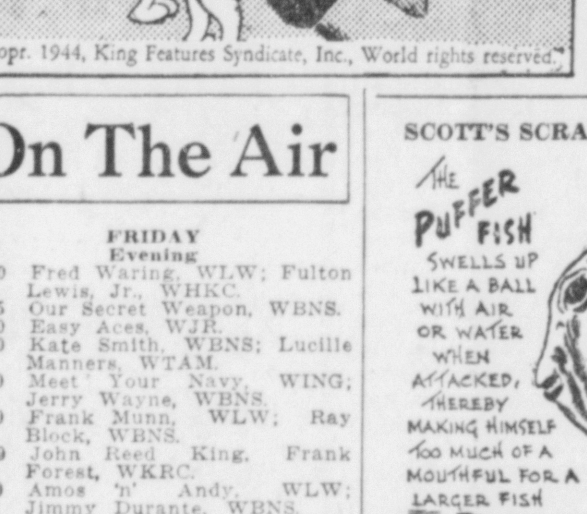 opr. 1944, King Features Syndicate, Inc., World rights reserved.
On The Air
FRIDAY
Evening
Fred Waring, WLW; Fulton
Lewis, Jr., WHKC.
Our Secret Weapon, WBNS.
Easy Aces, WJR.
Kate Smith, WBNS; Lucille
Manners, WTAM.
Meet Your Navy, WING;
Jerry Wayne, WBNS.
Frank Munn, WLW; Ray
Block, WBNS.
John Reed King, Frank
Forest, WKRC.
Amos 'n' Andy, WLW;
Jimmy Durante, WBNS.
SCOTT'S SCRA
THE
PUFFER
FISH
SWELLS UP
LIKE A BALL
WITH AIR
OR WATER
WHEN
ATTACKED,
THEREBY
MAKING HIMSELF
TOO MUCH OF A
MOUTHFUL FOR A
LARGER FISH